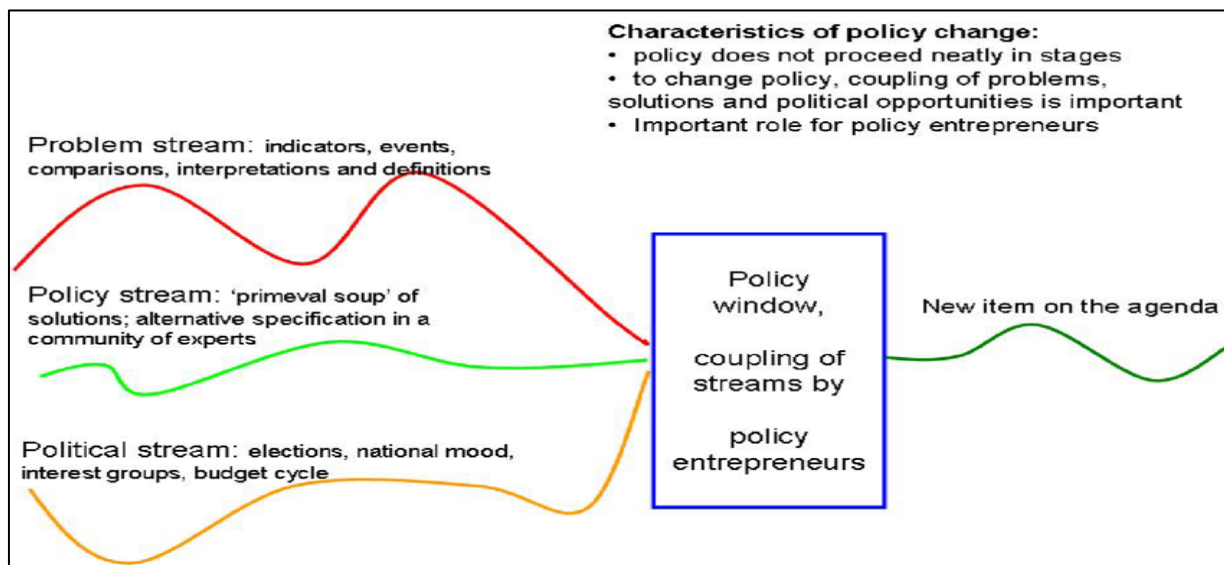 Characteristics of policy change:
• policy does not proceed neatly in stages
• to change policy, coupling of problems,
solutions and political opportunities is important
• Important role for policy entrepreneurs
Problem stream: indicators, events,
comparisons, interpretations and definitions
Policy stream: ‘primeval soup’ of
solutions; alternative specification in a
community of experts
Political stream: elections, national mood,
interest groups, budget cycle
Policy
window,
coupling of
streams by
policy
entrepreneurs
New item on the agenda